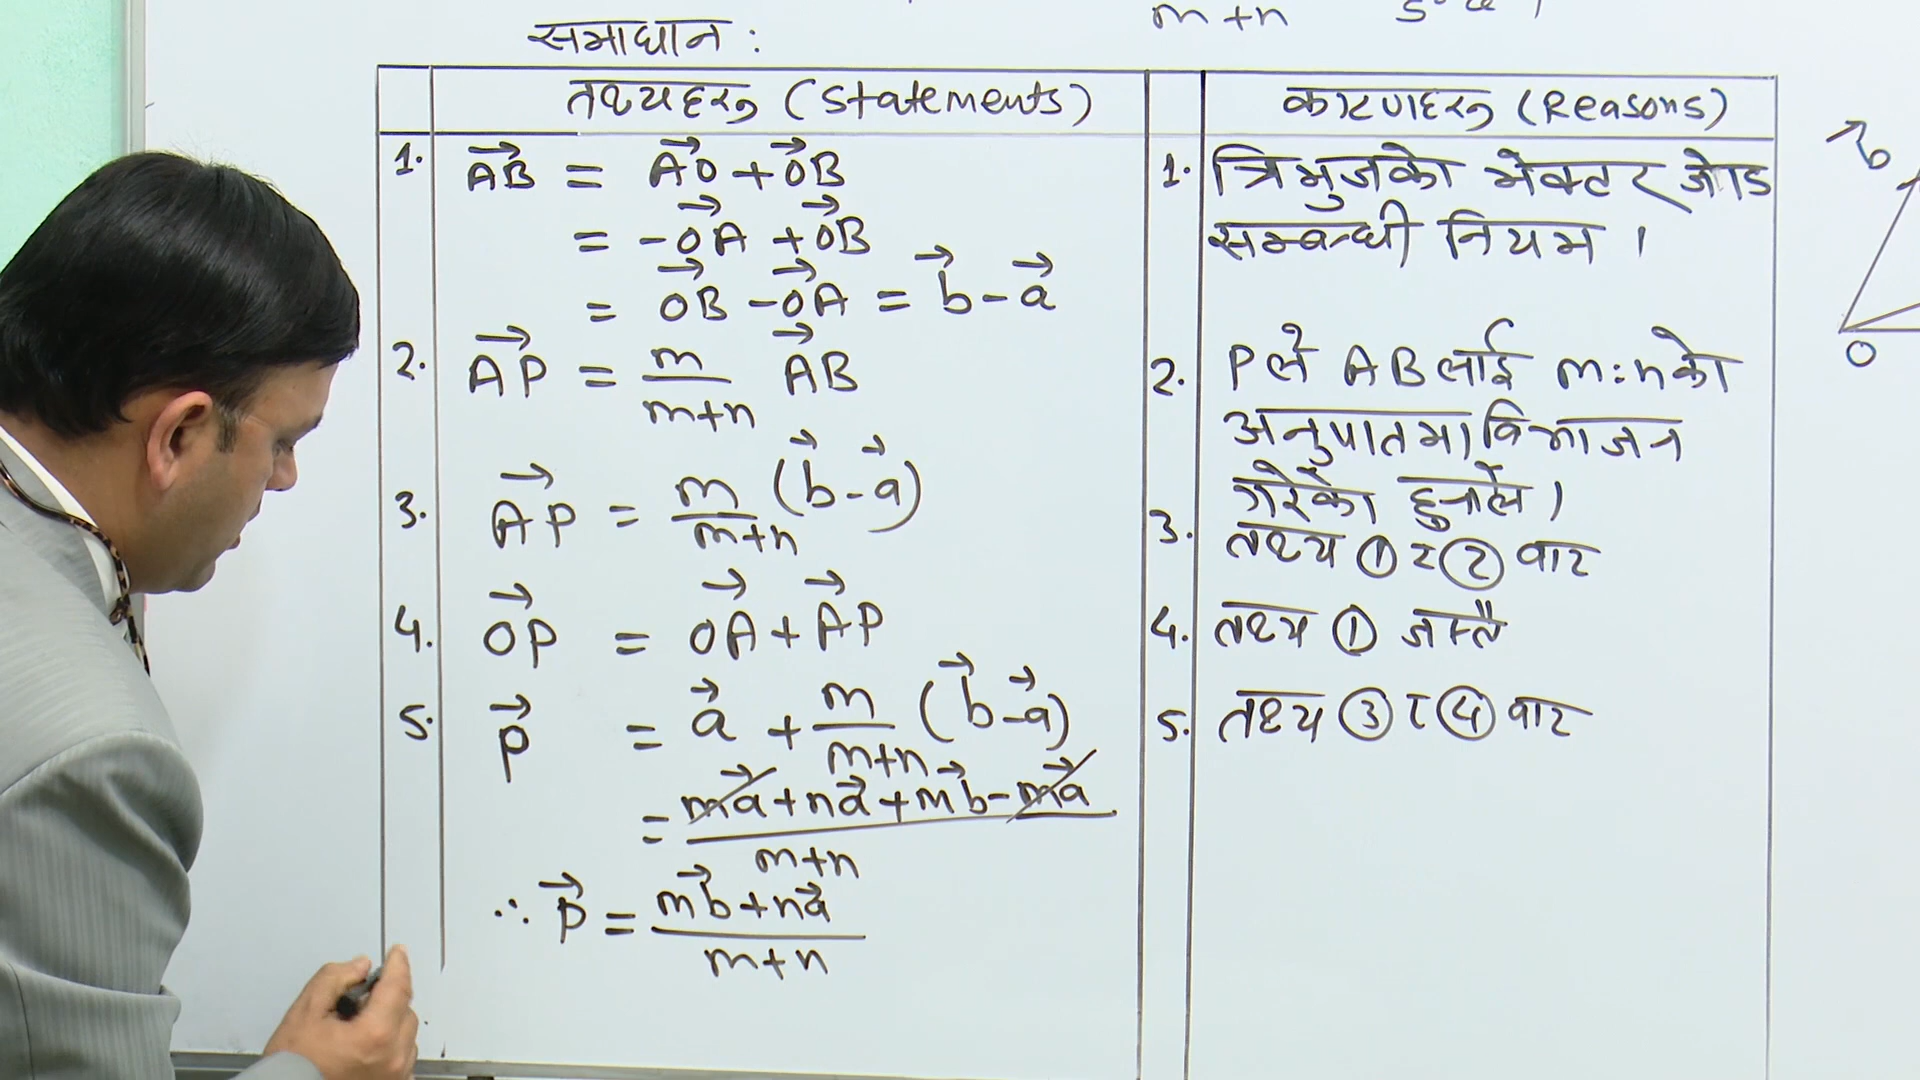 m+n
समाधान :
तथ्यहरू (Statements)
कारणहरू (Reasons)
1. AB→ = AO→ + OB→
= -OA→ + OB→
= OB→ - OA→ = b→ - a→
2. AP→ = m/m+n AB→
3. AP→ = m/m+n (b→ - a→)
4. OP→ = OA→ + AP→
5. p→ = a→ + m/m+n (b→ - a→)
= ma→ + na→ + mb→ - ma→/m+n
∴ p→ = mb→ + na→/m+n
1. त्रिभुजको भेक्टर जोड
सम्बन्धी नियम ।
2. P ले AB लाई m:n को
अनुपातमा विभाजन
गरेको हुनाले ।
3. तथ्य ① र ② बाट
4. तथ्य ① जस्तै
5. तथ्य ③ र ④ बाट
b→
O